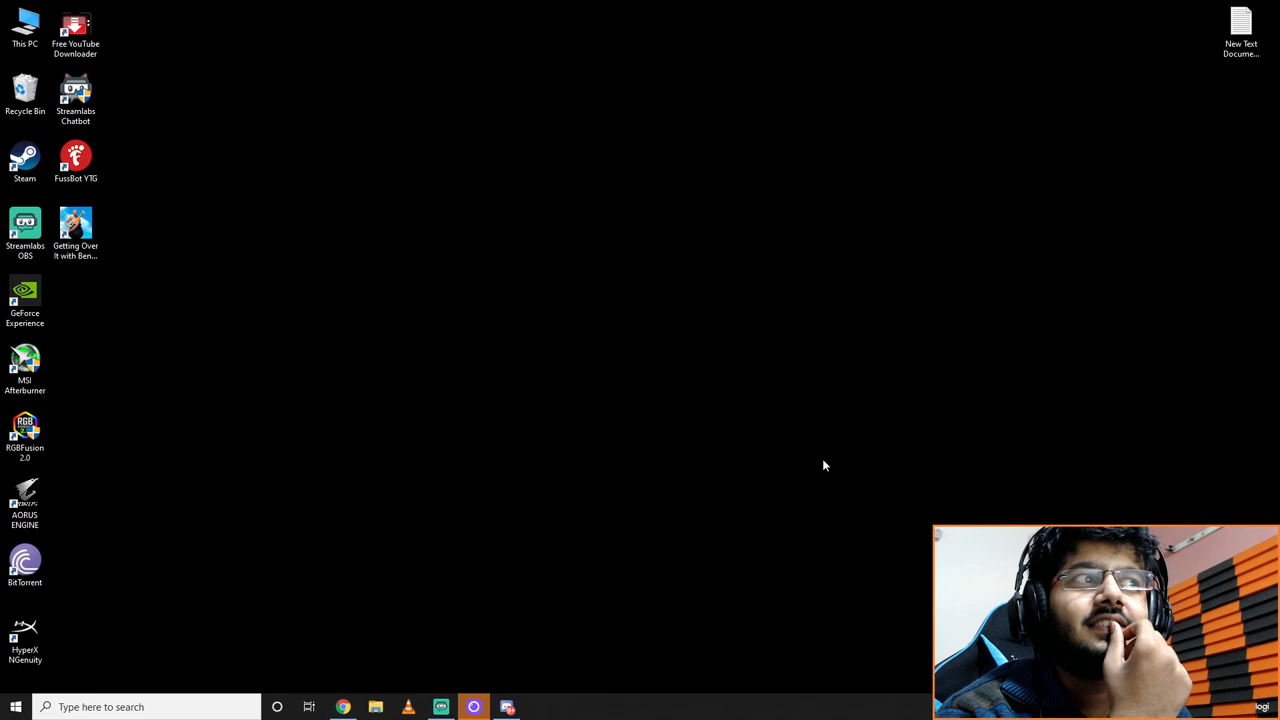 This PC
Free YouTube
Downloader
New Text
Docume...
Recycle Bin
Streamlabs
Chatbot
Steam
FussBot YTG
Streamlabs
OBS
Getting Over
It with Ben...
GeForce
Experience
MSI
Afterburner
RGB
RGBFusion
2.0
AORUS
ENGINE
BitTorrent
HyperX
NGenuity
Type here to search
logi